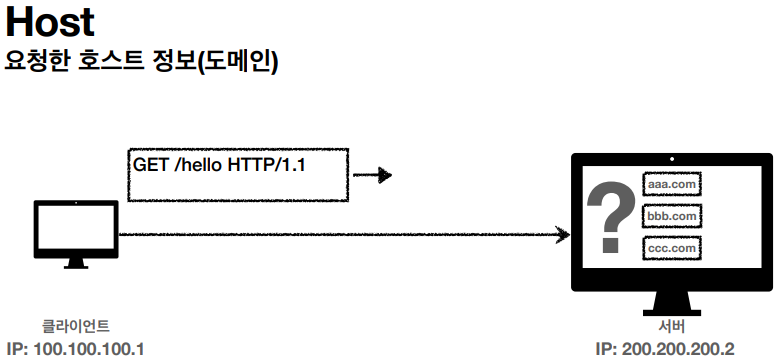 Host
요청한 호스트 정보(도메인)
GET /hello HTTP/1.1
?
aaa.com
bbb.com
ccc.com
클라이언트
IP: 100.100.100.1
서버
IP: 200.200.200.2